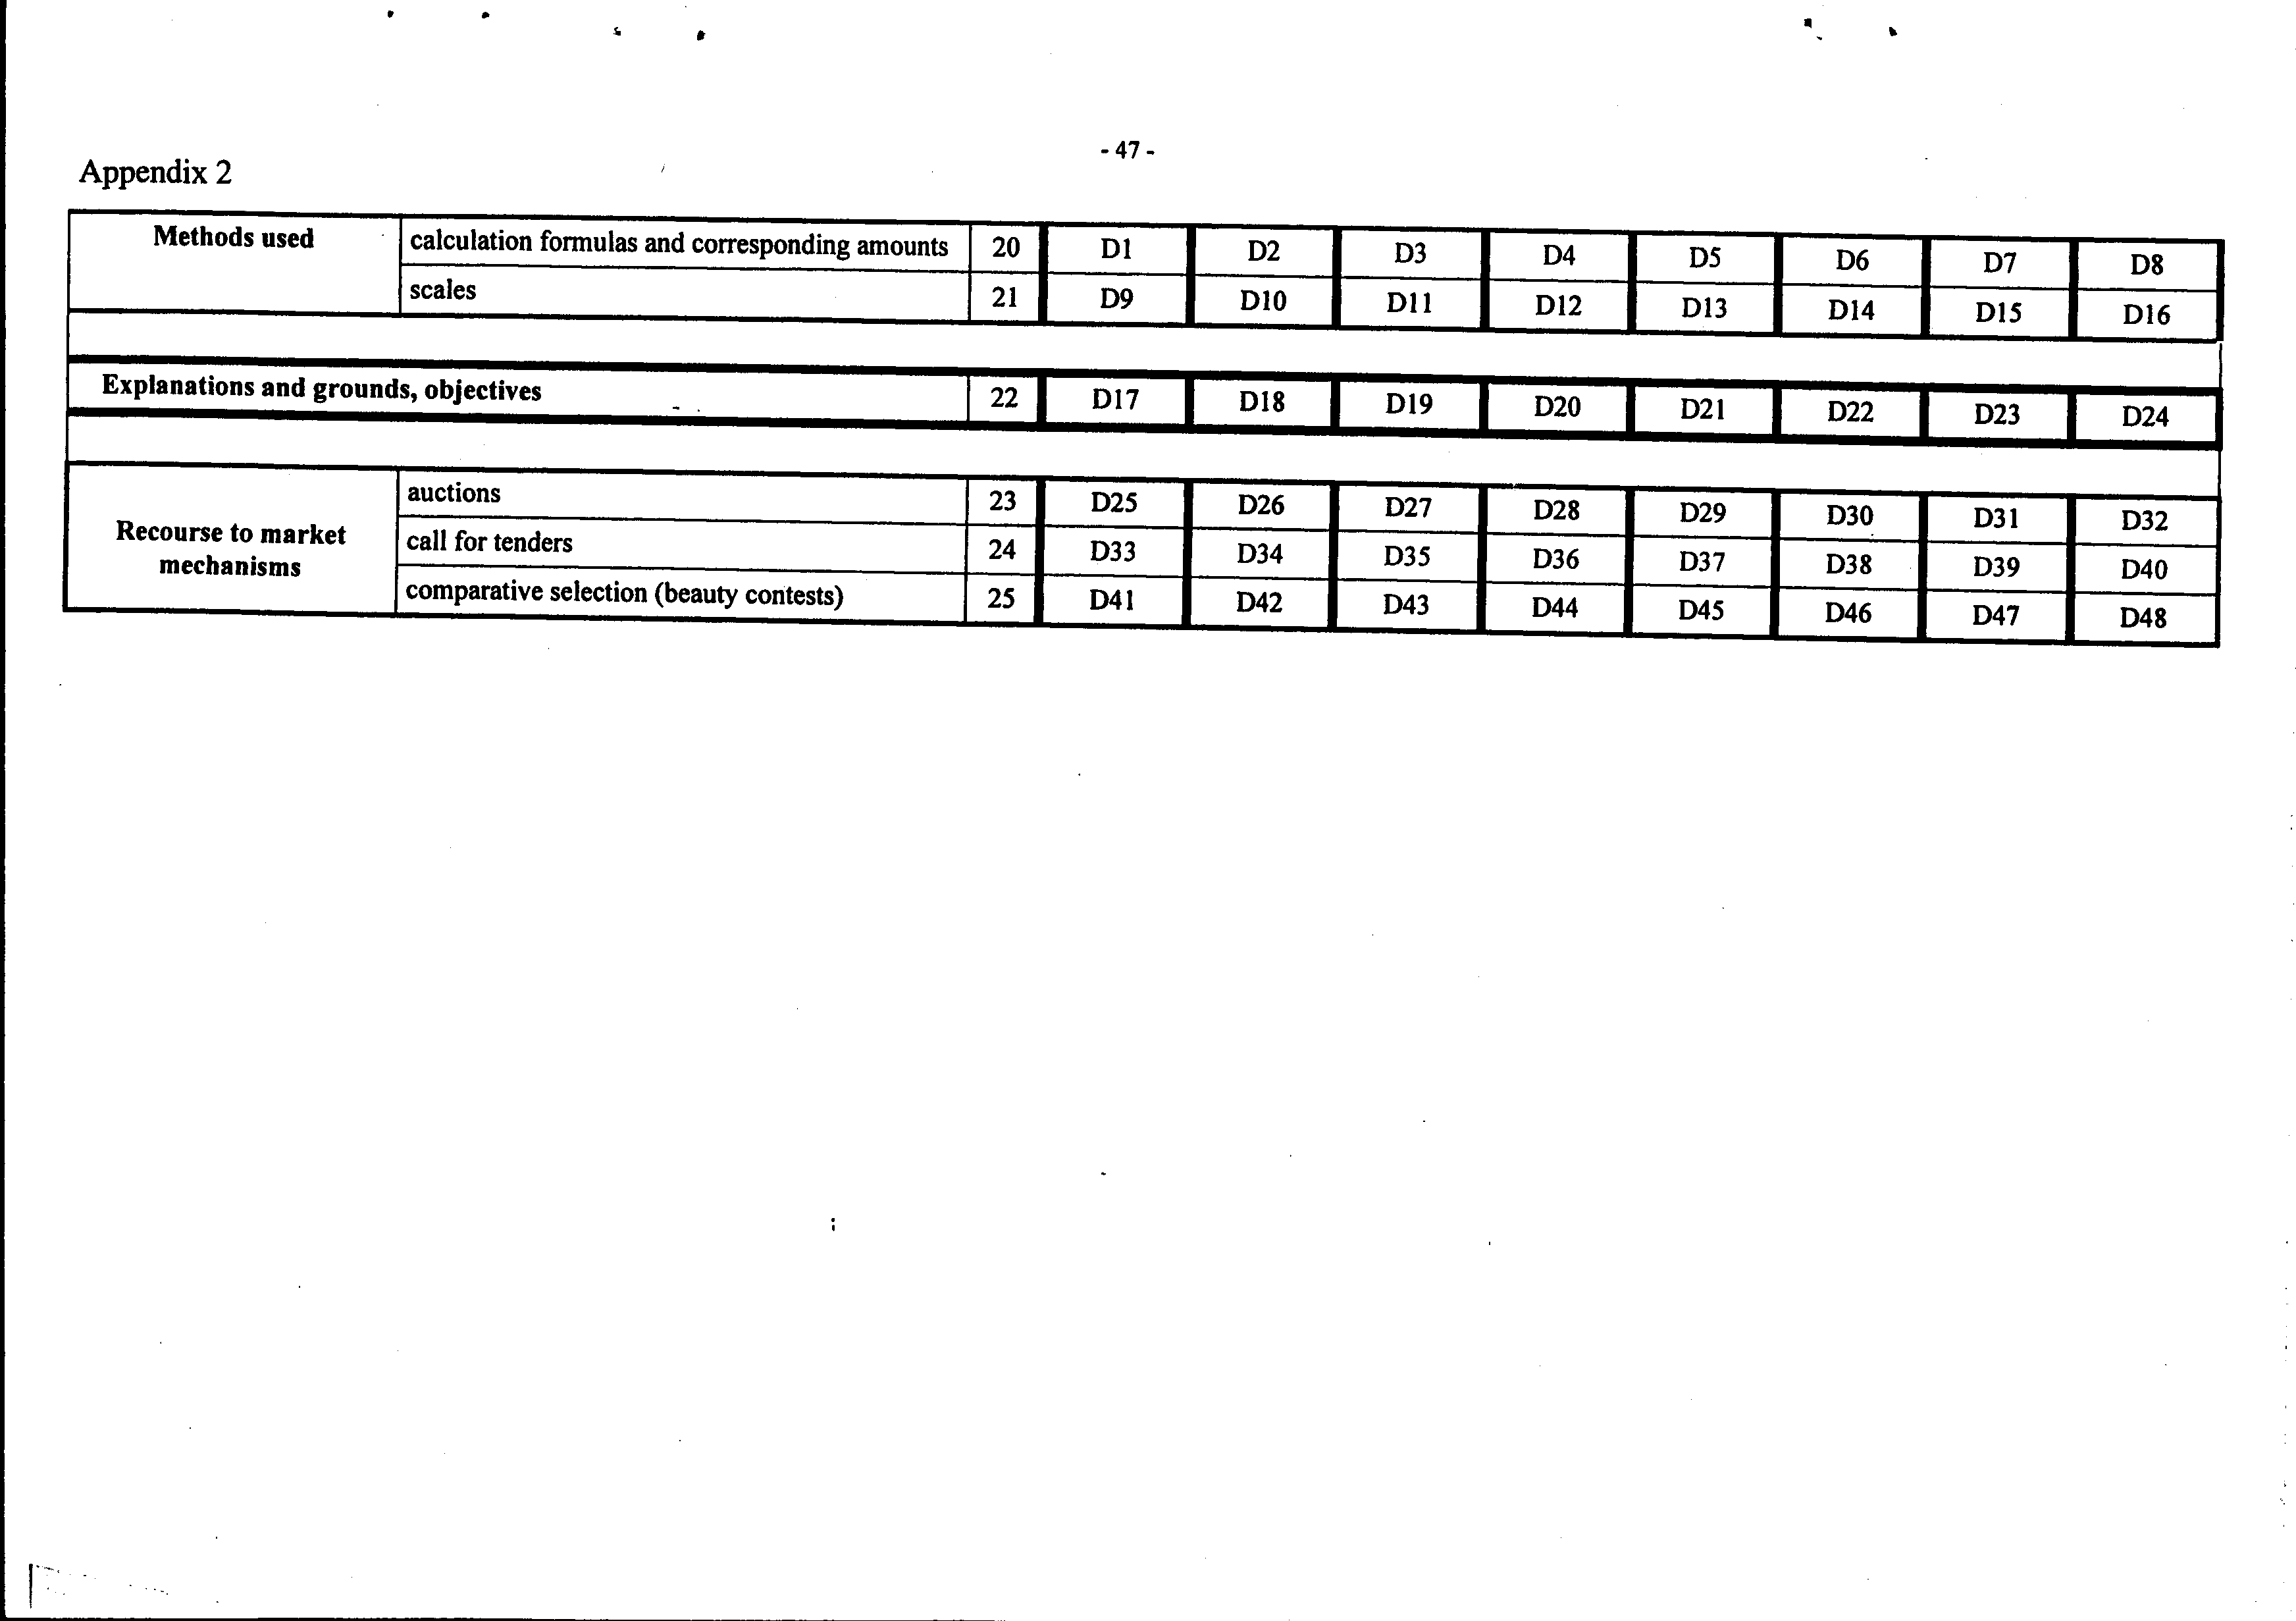 - 47 -
Appendix 2
Methods used calculation formulas and corresponding amounts 20 D1 D2 D3 D4 D5 D6 D7 D8
scales 21 D9 D10 D11 D12 D13 D14 D15 D16
Explanations and grounds, objectives 22 D17 D18 D19 D20 D21 D22 D23 D24
Recourse to market
mechanisms
auctions 23 D25 D26 D27 D28 D29 D30 D31 D32
call for tenders 24 D33 D34 D35 D36 D37 D38 D39 D40
comparative selection (beauty contests) 25 D41 D42 D43 D44 D45 D46 D47 D48